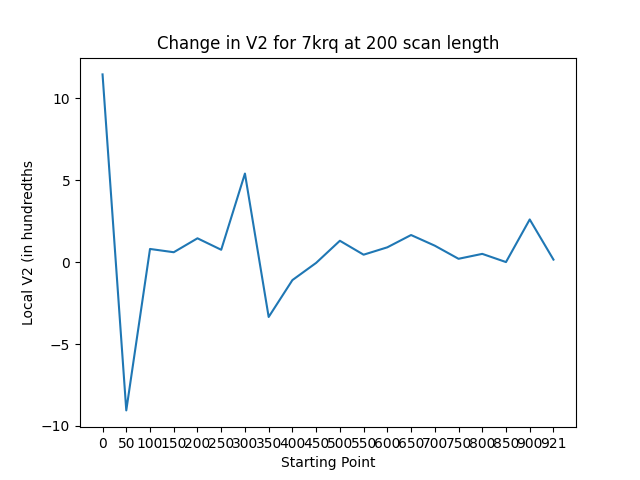 Change in V2 for 7krq at 200 scan length
10
5
0
−5
−10
Local V2 (in hundredths
0 50 100 150 200 250 300 350 400 450 500 550 600 650 700 750 800 850 900 921
Starting Point